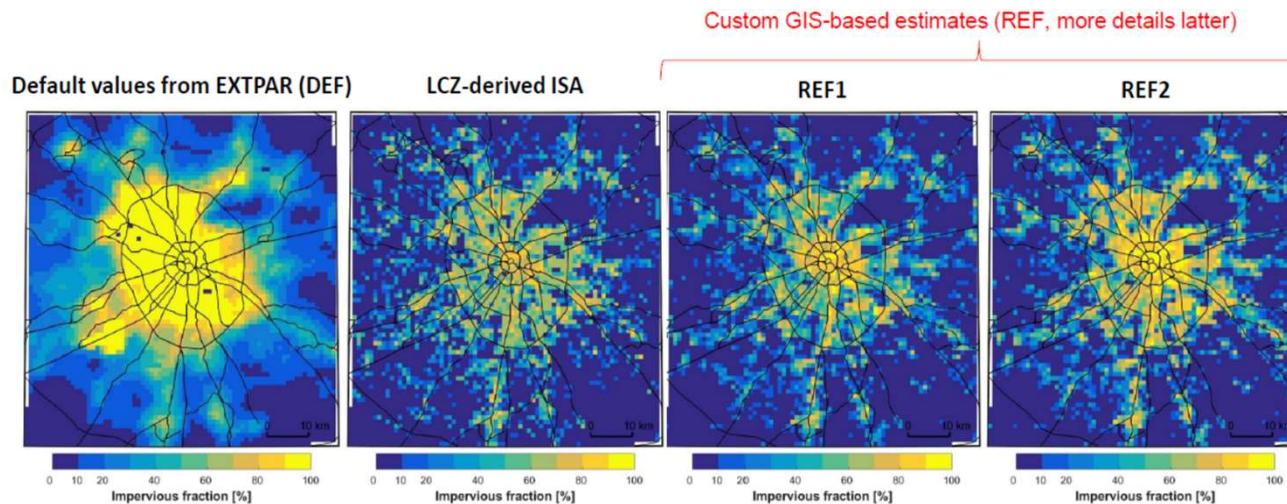 Custom GIS-based estimates (REF, more details latter)
Default values from EXTPAR (DEF)
LCZ-derived ISA
REF1
REF2
10 km
10 km
10 km
10 k
0 10 20 40 60 80 100
0 10 20 40 60 80 100
0 10 20 40 60 80 100
0 10 20 40 60 80 100
Impervious fraction [%]
Impervious fraction [%]
Impervious fraction [%]
Impervious fraction [%]